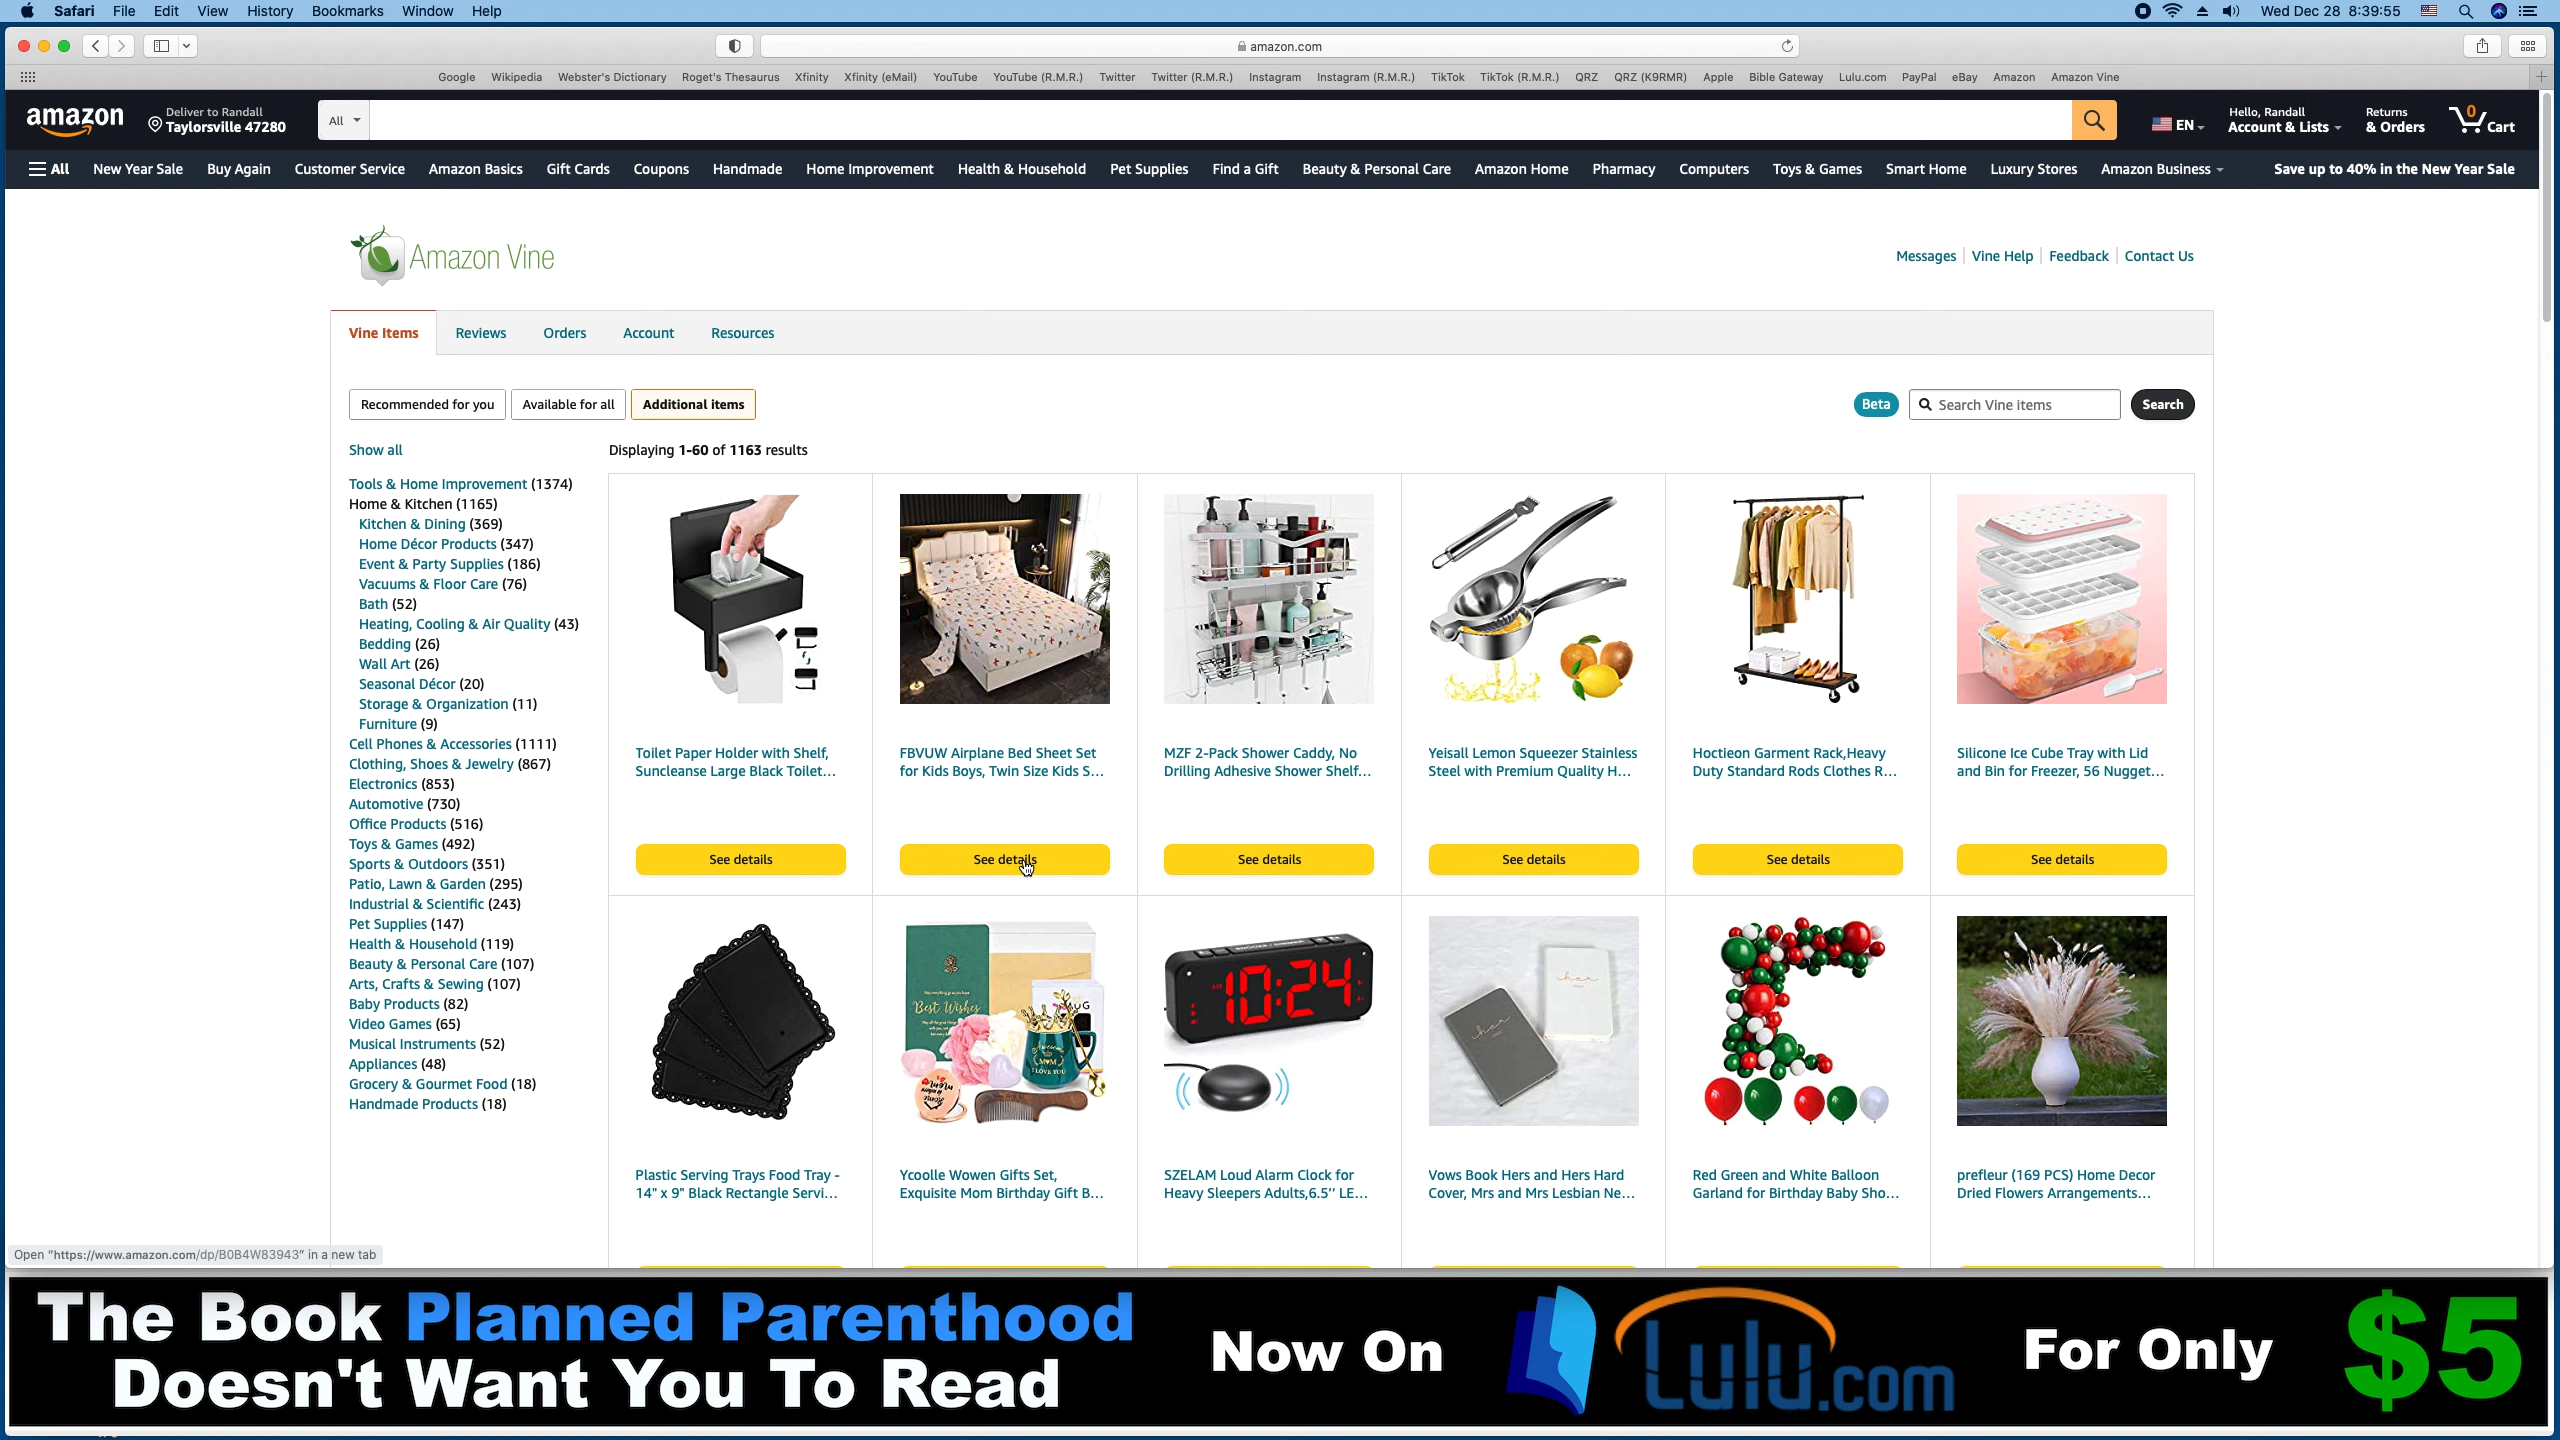 Safari File Edit View History Bookmarks Window Help
Wed Dec 28 8:39:55
amazon.com
Google Wikipedia Webster's Dictionary Roget's Thesaurus Xfinity Xfinity (eMail) YouTube YouTube (R.M.R.) Twitter Twitter (R.M.R.) Instagram Instagram (R.M.R.) TikTok TikTok (R.M.R.) QRZ QRZ (K9RMR) Apple Bible Gateway Lulu.com PayPal eBay Amazon Amazon Vine
amazon
Deliver to Randall
Taylorsville 47280
All
EN
Hello, Randall
Account & Lists
Returns
& Orders
0
Cart
All New Year Sale Buy Again Customer Service Amazon Basics Gift Cards Coupons Handmade Home Improvement Health & Household Pet Supplies Find a Gift Beauty & Personal Care Amazon Home Pharmacy Computers Toys & Games Smart Home Luxury Stores Amazon Business Save up to 40% in the New Year Sale
Amazon Vine
Messages Vine Help Feedback Contact Us
Vine Items Reviews Orders Account Resources
Recommended for you Available for all Additional items
Beta Search Vine items Search
Show all
Displaying 1-60 of 1163 results
Tools & Home Improvement (1374)
Home & Kitchen (1165)
Kitchen & Dining (369)
Home Décor Products (347)
Event & Party Supplies (186)
Vacuums & Floor Care (76)
Bath (52)
Heating, Cooling & Air Quality (43)
Bedding (26)
Wall Art (26)
Seasonal Décor (20)
Storage & Organization (11)
Furniture (9)
Cell Phones & Accessories (1111)
Clothing, Shoes & Jewelry (867)
Electronics (853)
Automotive (730)
Office Products (516)
Toys & Games (492)
Sports & Outdoors (351)
Patio, Lawn & Garden (295)
Industrial & Scientific (243)
Pet Supplies (147)
Health & Household (119)
Beauty & Personal Care (107)
Arts, Crafts & Sewing (107)
Baby Products (82)
Video Games (65)
Musical Instruments (52)
Appliances (48)
Grocery & Gourmet Food (18)
Handmade Products (18)
Toilet Paper Holder with Shelf,
Suncleanse Large Black Toilet...
See details
FBVUW Airplane Bed Sheet Set
for Kids Boys, Twin Size Kids S...
See details
MZF 2-Pack Shower Caddy, No
Drilling Adhesive Shower Shelf...
See details
Yeisall Lemon Squeezer Stainless
Steel with Premium Quality H...
See details
Hoctieon Garment Rack,Heavy
Duty Standard Rods Clothes R...
See details
Silicone Ice Cube Tray with Lid
and Bin for Freezer, 56 Nugget...
See details
Plastic Serving Trays Food Tray -
14" x 9" Black Rectangle Servi...
Best Wishes
MOM
I LOVE YOU
Ycoolle Wowen Gifts Set,
Exquisite Mom Birthday Gift B...
10:24
SZELAM Loud Alarm Clock for
Heavy Sleepers Adults,6.5'' LE...
her
her
Vows Book Hers and Hers Hard
Cover, Mrs and Mrs Lesbian Ne...
Red Green and White Balloon
Garland for Birthday Baby Sho...
prefleur (169 PCS) Home Decor
Dried Flowers Arrangements...
Open "https://www.amazon.com/dp/B0B4W83943" in a new tab
The Book Planned Parenthood
Doesn't Want You To Read
Now On
Lulu.com
For Only
$5